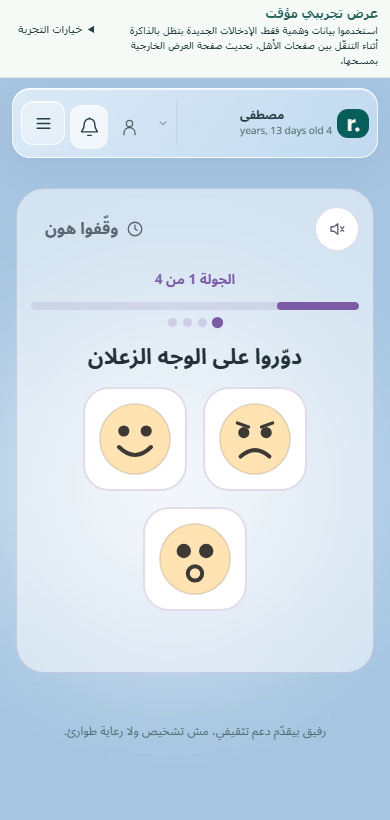 عرض تجريبي مؤقت
◀ خيارات التجربة
استخدموا بيانات وهمية فقط. الإدخالات الجديدة بتظل بالذاكرة
أثناء التنقّل بين صفحات الأهل، تحديث صفحة العرض الخارجية
بمسحها.
r.
مصطفى
4 years, 13 days old
وقّفوا هون
الجولة 1 من 4
دوّروا على الوجه الزعلان
رفيق بيقدّم دعم تثقيفي، مش تشخيص ولا رعاية طوارئ.